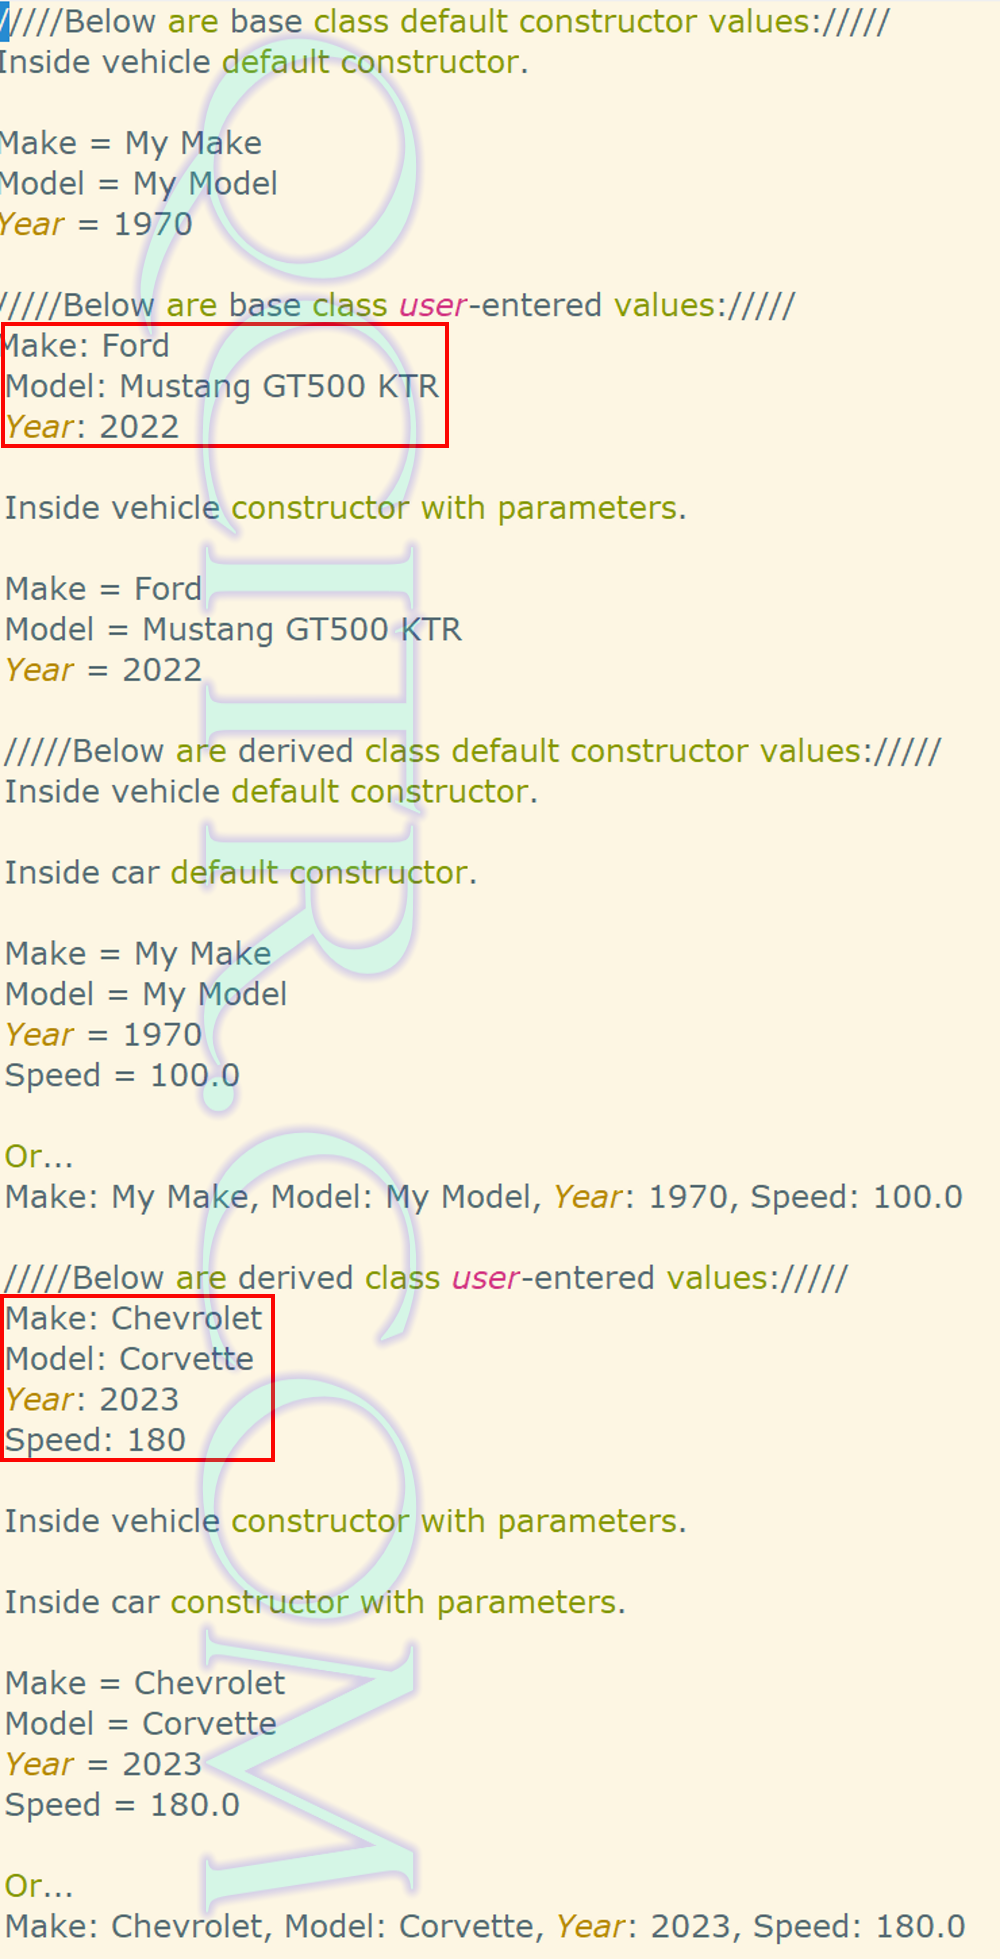 /////Below are base class default constructor values://///
Inside vehicle default constructor.
Make = My Make
Model = My Model
Year = 1970
/////Below are base class user-entered values://///
Make: Ford
Model: Mustang GT500 KTR
Year: 2022
Inside vehicle constructor with parameters.
Make = Ford
Model = Mustang GT500 KTR
Year = 2022
/////Below are derived class default constructor values://///
Inside vehicle default constructor.
Inside car default constructor.
Make = My Make
Model = My Model
Year = 1970
Speed = 100.0
Or...
Make: My Make, Model: My Model, Year: 1970, Speed: 100.0
/////Below are derived class user-entered values://///
Make: Chevrolet
Model: Corvette
Year: 2023
Speed: 180
Inside vehicle constructor with parameters.
Inside car constructor with parameters.
Make = Chevrolet
Model = Corvette
Year = 2023
Speed = 180.0
Or...
Make: Chevrolet, Model: Corvette, Year: 2023, Speed: 180.0